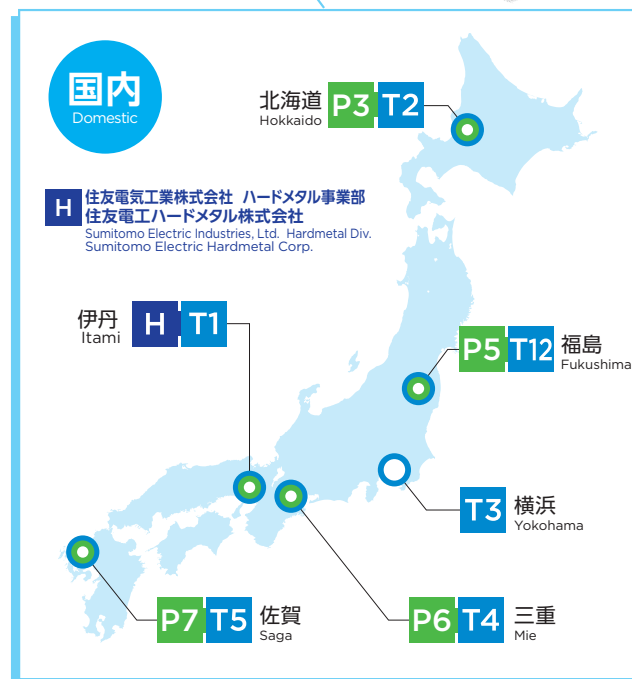 国内
Domestic
北海道 P3 T2
Hokkaido
H 住友電気工業株式会社 ハードメタル事業部
住友電工ハードメタル株式会社
Sumitomo Electric Industries, Ltd. Hardmetal Div.
Sumitomo Electric Hardmetal Corp.
伊丹 H T1
Itami
P5 T12 福島
Fukushima
T3 横浜
Yokohama
P7 T5 佐賀
Saga
P6 T4 三重
Mie